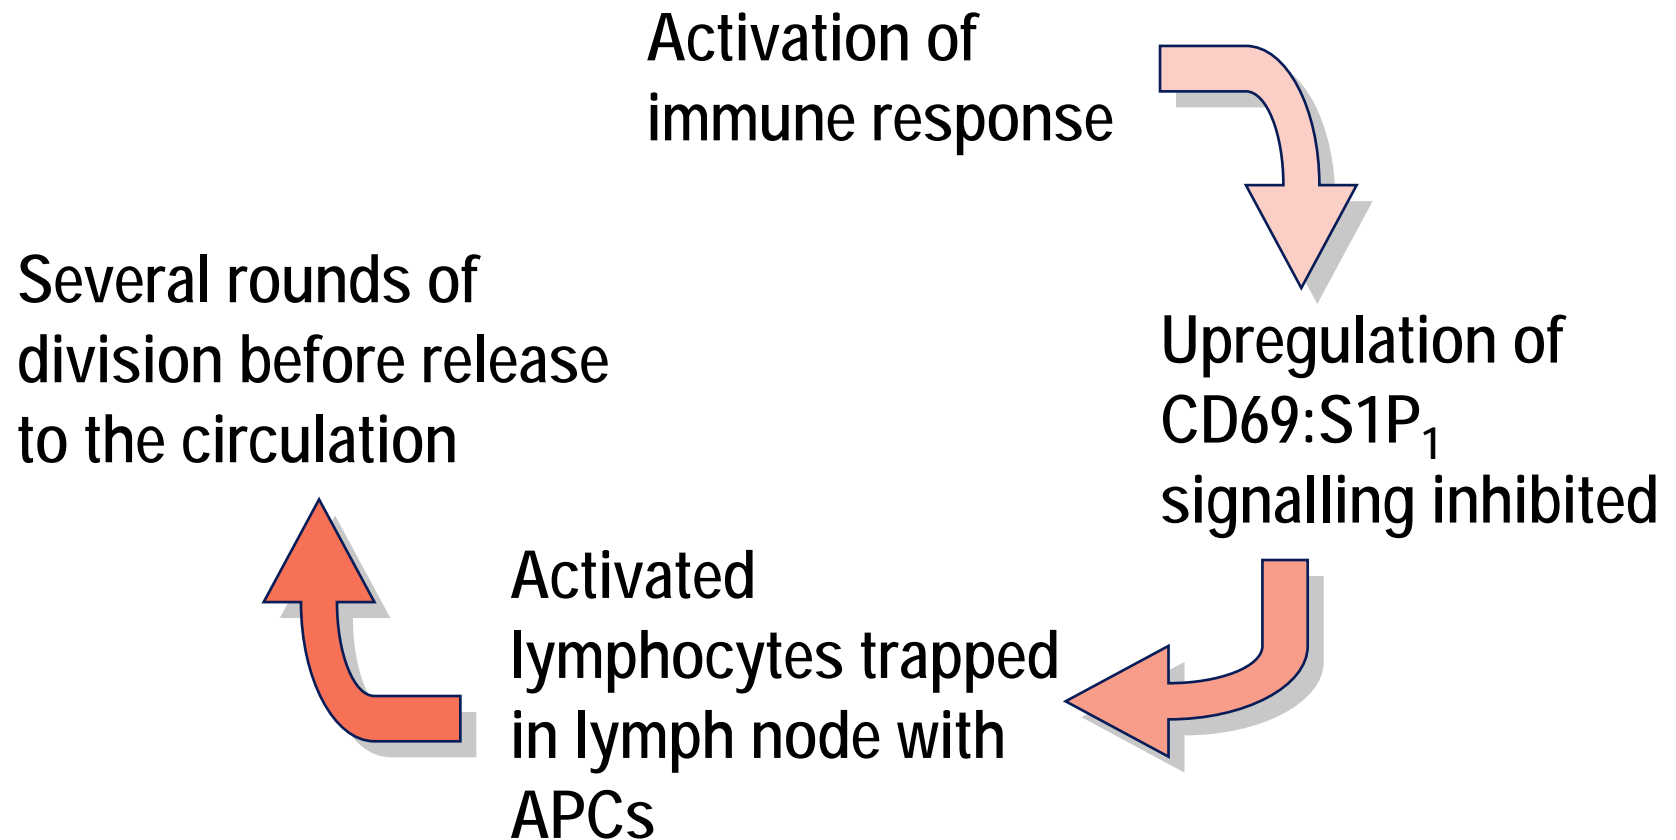 Activation of
immune response
Upregulation of
CD69:S1P₁
signalling inhibited
Activated
lymphocytes trapped
in lymph node with
APCs
Several rounds of
division before release
to the circulation